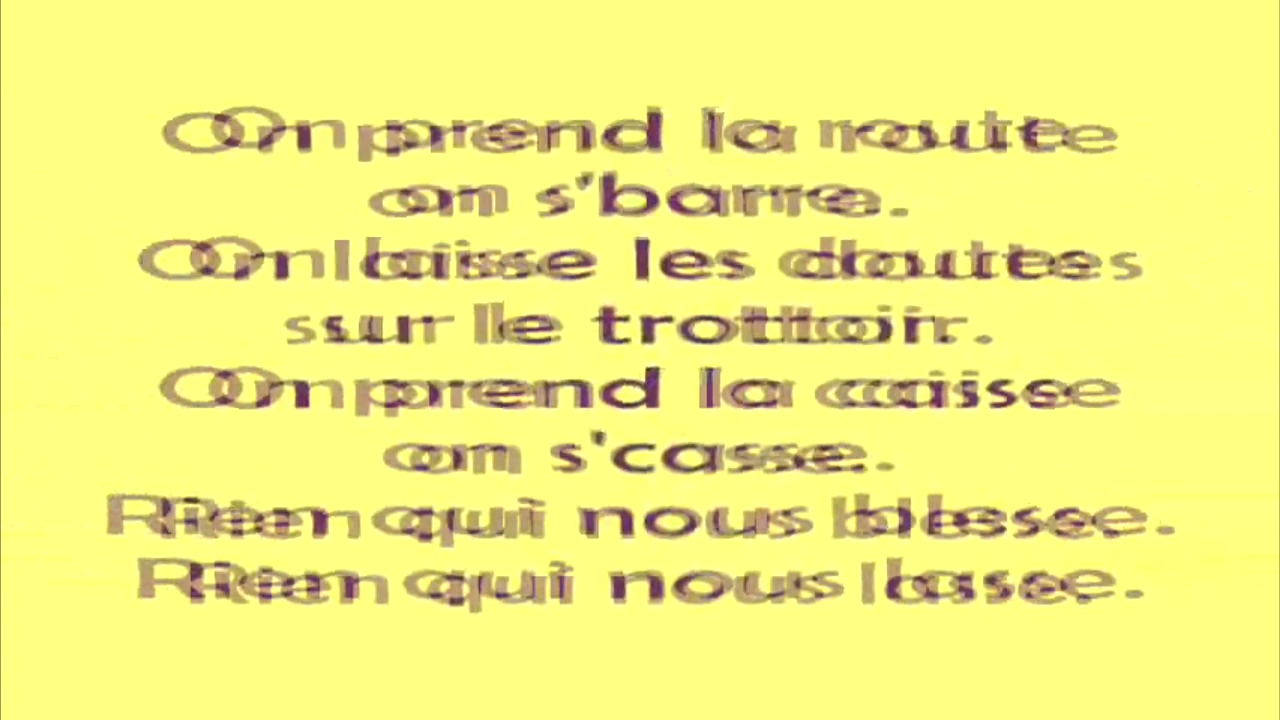 On prend la route
on s'barre.
On laisse les doutes
sur le trottoir.
On prend la caisse
on s'casse.
Rien qui nous blesse.
Rien qui nous lasse.